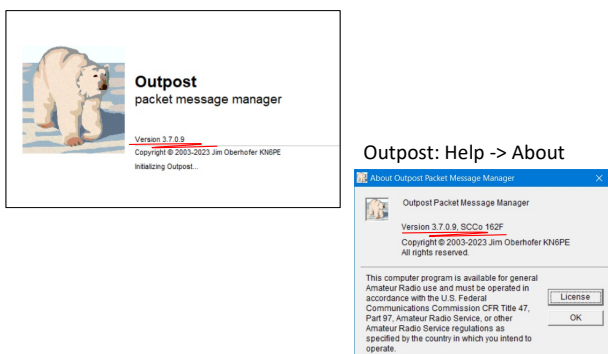 Outpost
packet message manager
Version 3.7.0.9
Copyright © 2003-2023 Jim Oberhofer KN6PE
Initializing Outpost...
Outpost: Help -> About
About Outpost Packet Message Manager
Outpost Packet Message Manager
Version 3.7.0.9, SCCo 162F
Copyright © 2003-2023 Jim Oberhofer KN6PE
All rights reserved.
This computer program is available for general
Amateur Radio use and must be operated in
accordance with the U.S. Federal
Communications Commission CFR Title 47,
Part 97, Amateur Radio Service, or other
Amateur Radio Service regulations as
specified by the country in which you intend to
operate.
License
OK